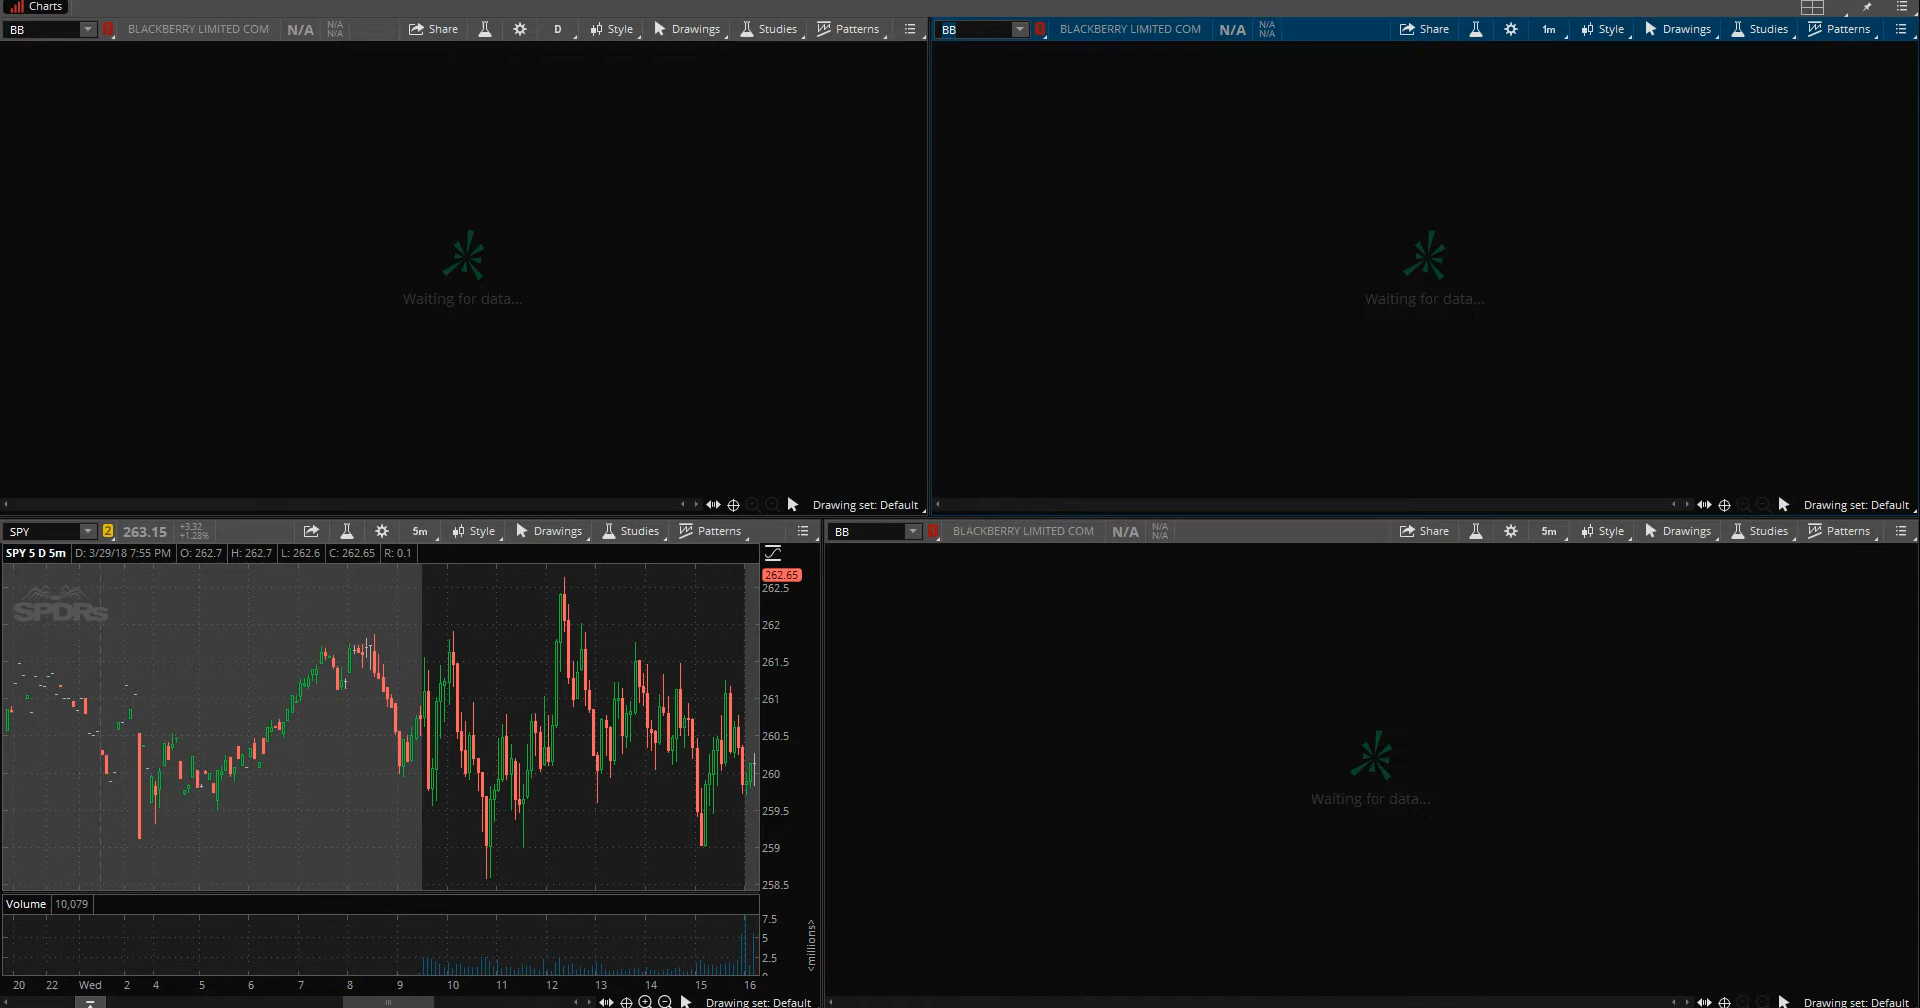 Charts
BB BLACKBERRY LIMITED COM N/A N/A N/A Share D Style Drawings Studies Patterns
BB BLACKBERRY LIMITED COM N/A N/A N/A Share 1m Style Drawings Studies Patterns
Waiting for data...
Waiting for data...
Drawing set: Default
Drawing set: Default
SPY 2 263.15 +3.32 +1.28% 5m Style Drawings Studies Patterns
BB BLACKBERRY LIMITED COM N/A N/A N/A Share 5m Style Drawings Studies Patterns
SPY 5 D 5m D: 3/29/18 7:55 PM O: 262.7 H: 262.7 L: 262.6 C: 262.65 R: 0.1
SPDRs
262.65
262.5
262
261.5
261
260.5
260
259.5
259
258.5
Waiting for data...
Volume 10,079
7.5
5
2.5
<millions>
20 22 Wed 2 4 5 6 7 8 9 10 11 12 13 14 15 16
Drawing set: Default
Drawing set: Default